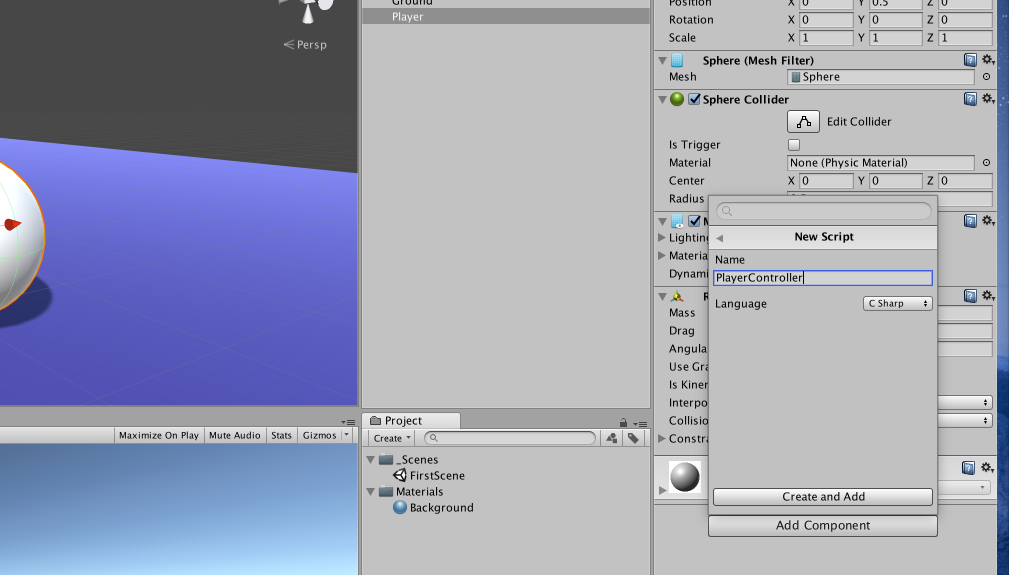 Ground
Player
Persp
Position X 0 Y 0.5 Z 0
Rotation X 0 Y 0 Z 0
Scale X 1 Y 1 Z 1
Sphere (Mesh Filter)
Mesh Sphere
Sphere Collider
Edit Collider
Is Trigger
Material None (Physic Material)
Center X 0 Y 0 Z 0
Radius
New Script
Name
PlayerController
Language C Sharp
Create and Add
Add Component
Lighting
Materia
Dynami
Mass
Drag
Angula
Use Gra
Is Kiner
Interpo
Collisio
Constra
Maximize On Play Mute Audio Stats Gizmos
Project
Create
_Scenes
FirstScene
Materials
Background